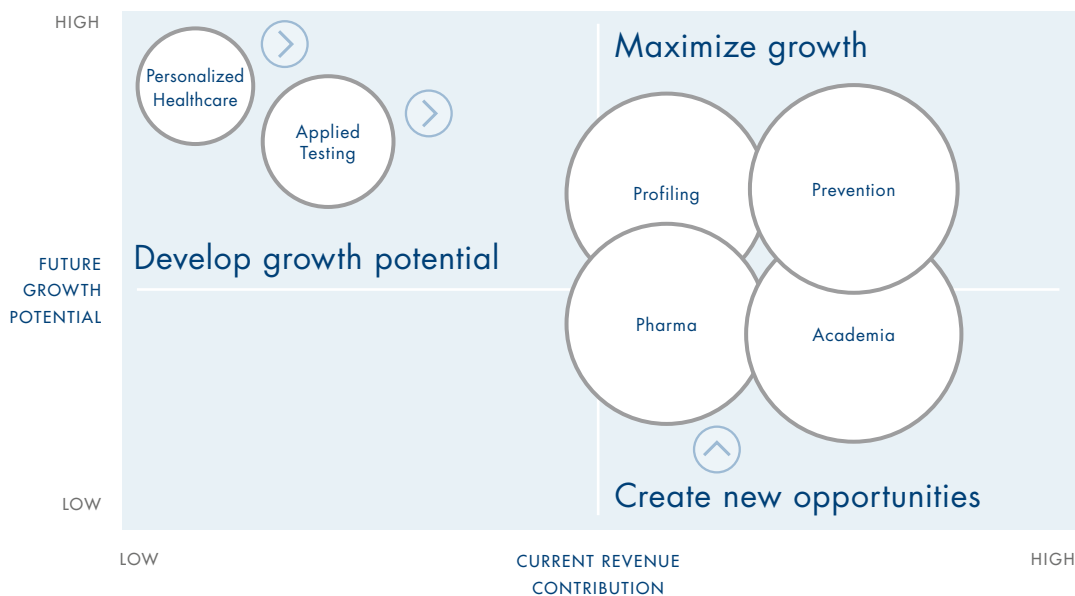 HIGH
Maximize growth
Personalized
Healthcare
Applied
Testing
Profiling
Prevention
Develop growth potential
FUTURE
GROWTH
POTENTIAL
Pharma
Academia
Create new opportunities
LOW
LOW
CURRENT REVENUE
CONTRIBUTION
HIGH